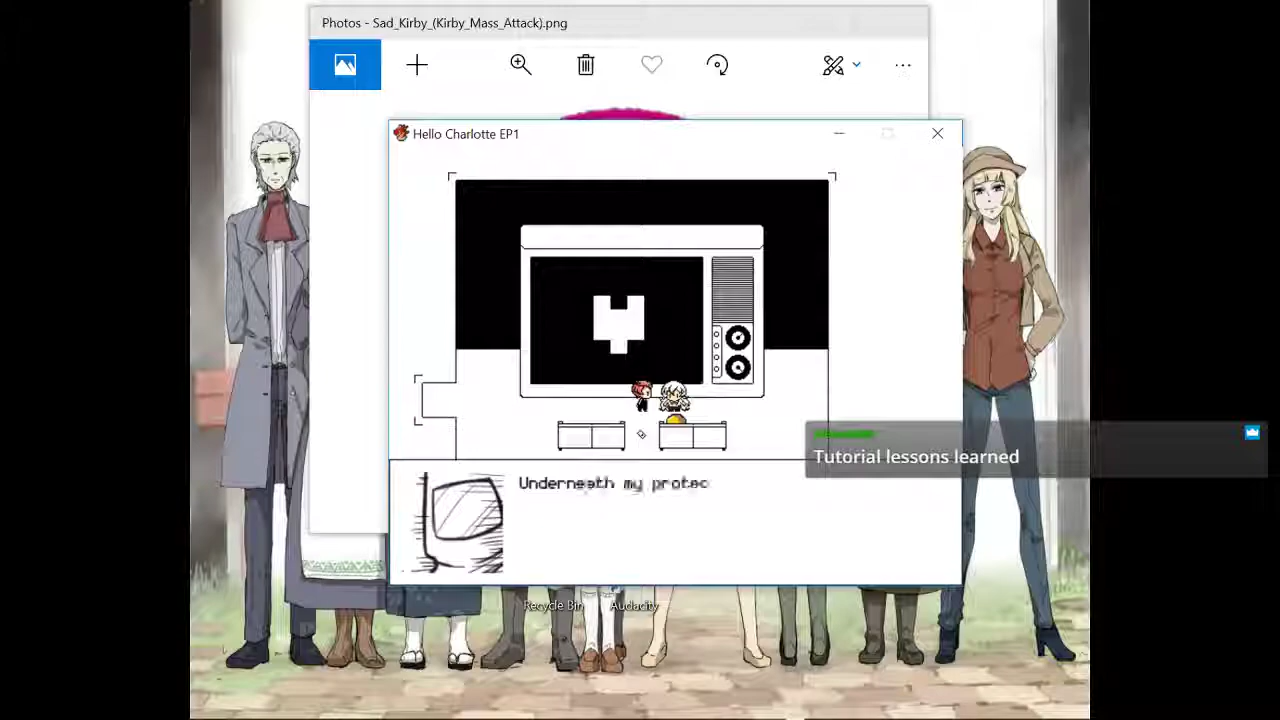 Photos - Sad_Kirby_(Kirby_Mass_Attack).png
Hello Charlotte EP1
Tutorial lessons learned
Underneath my protec
Recycle Bin
Audacity